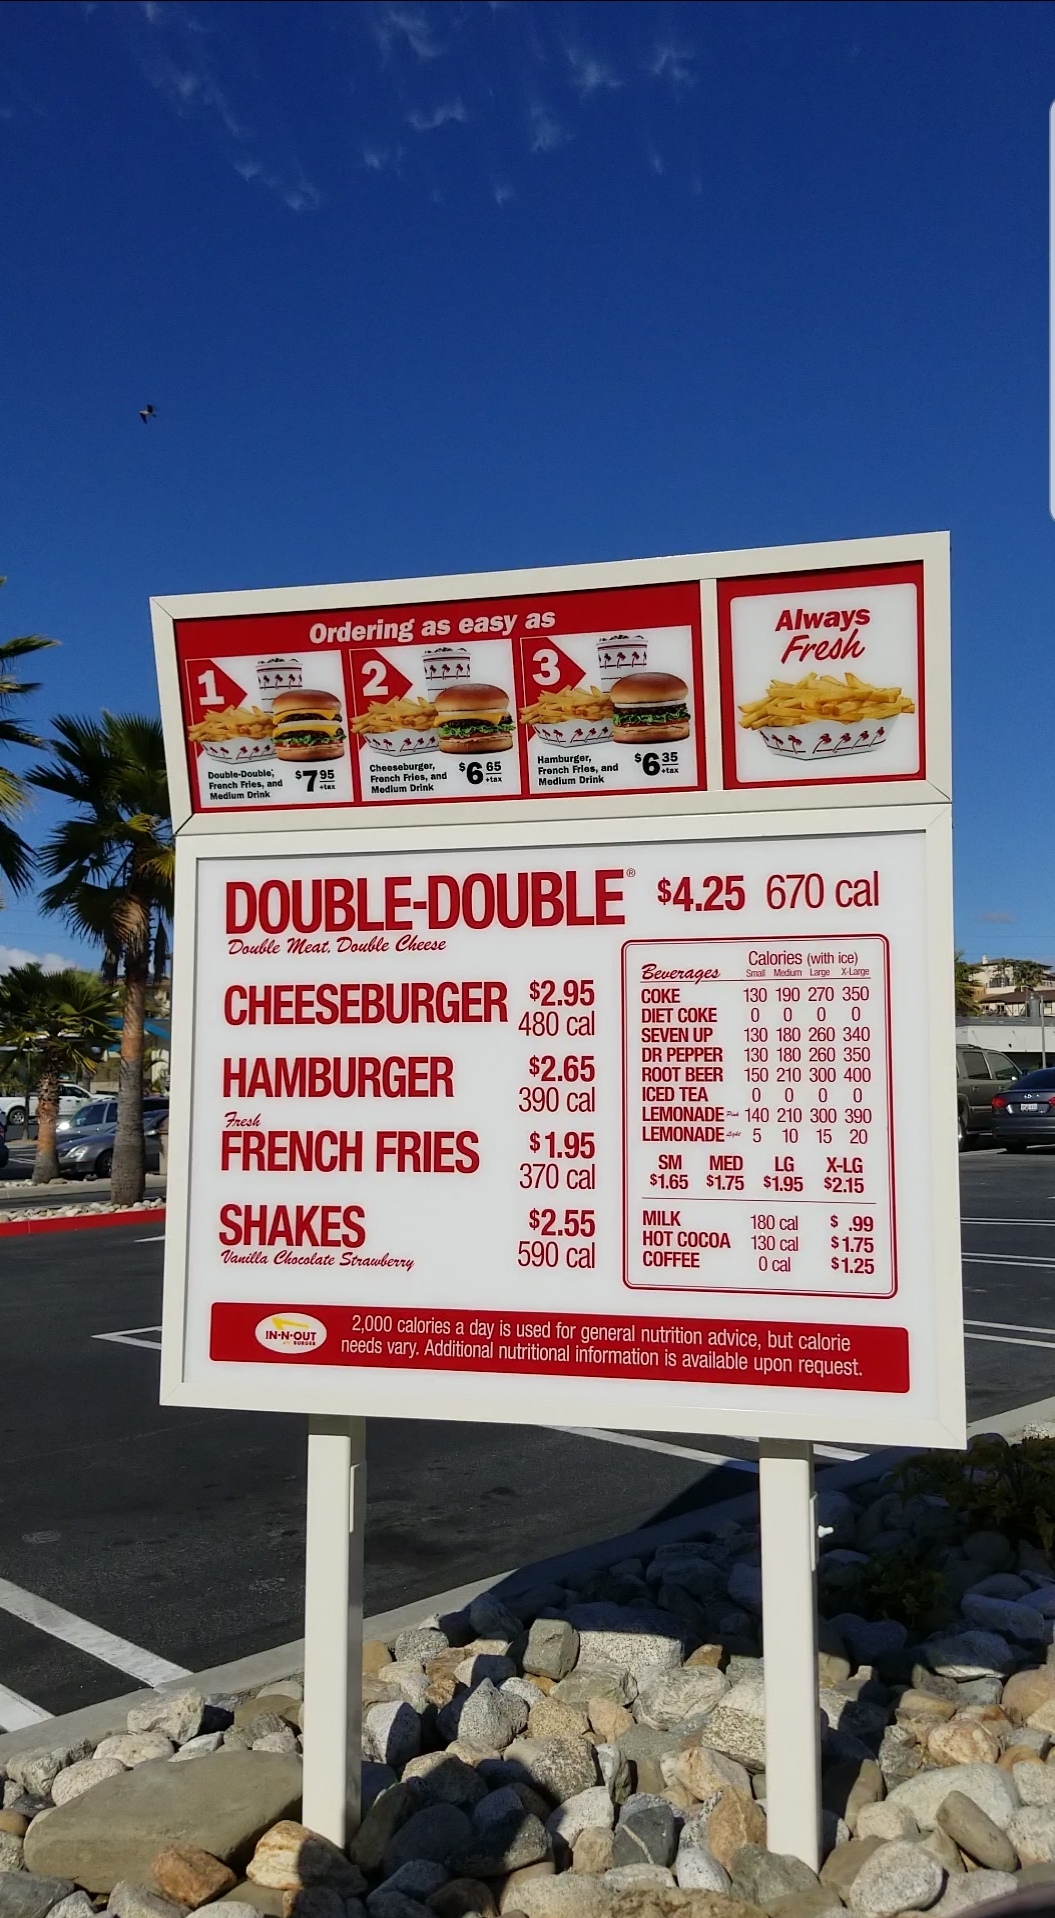 Ordering as easy as
1
Double-Double,
French Fries, and
Medium Drink
$7 95 +tax
2
Cheeseburger,
French Fries, and
Medium Drink
$6 65 +tax
3
Hamburger,
French Fries, and
Medium Drink
$6 35 +tax
Always
Fresh
DOUBLE-DOUBLE® $4.25 670 cal
Double Meat, Double Cheese
CHEESEBURGER $2.95
480 cal
HAMBURGER $2.65
390 cal
Fresh
FRENCH FRIES $1.95
370 cal
SHAKES $2.55
Vanilla Chocolate Strawberry 590 cal
Calories (with ice)
Beverages Small Medium Large X-Large
COKE 130 190 270 350
DIET COKE 0 0 0 0
SEVEN UP 130 180 260 340
DR PEPPER 130 180 260 350
ROOT BEER 150 210 300 400
ICED TEA 0 0 0 0
LEMONADE Pink 140 210 300 390
LEMONADE Light 5 10 15 20
SM MED LG X-LG
$1.65 $1.75 $1.95 $2.15
MILK 180 cal $ .99
HOT COCOA 130 cal $1.75
COFFEE 0 cal $1.25
IN-N-OUT
BURGER
2,000 calories a day is used for general nutrition advice, but calorie
needs vary. Additional nutritional information is available upon request.